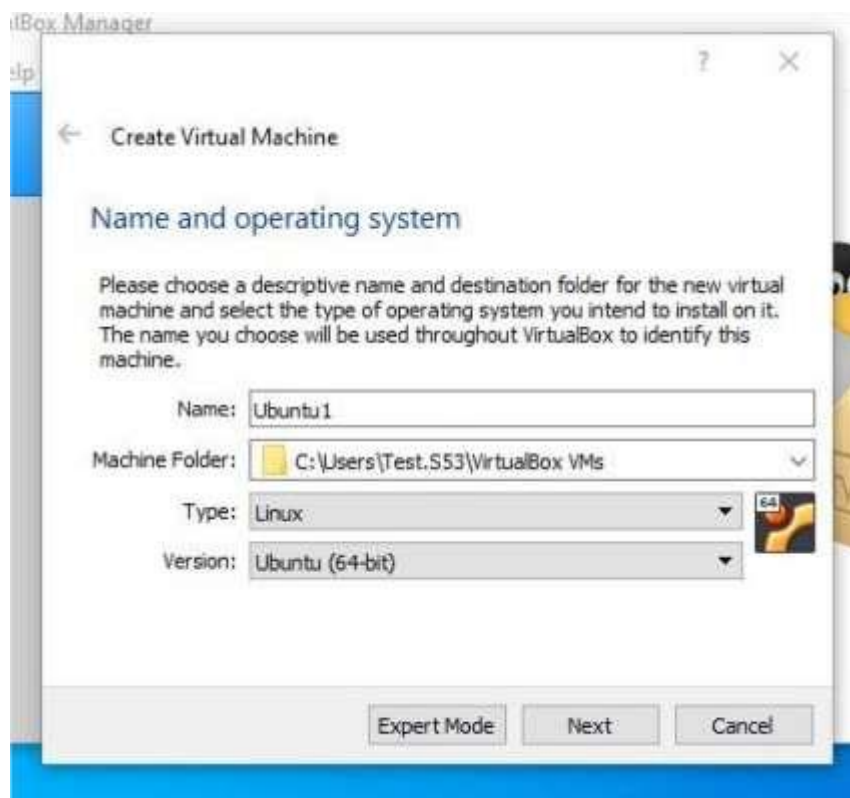 Box Manager
elp
?
Create Virtual Machine
Name and operating system
Please choose a descriptive name and destination folder for the new virtual
machine and select the type of operating system you intend to install on it.
The name you choose will be used throughout VirtualBox to identify this
machine.
Name: Ubuntu1
Machine Folder: C:\Users\Test.S53\VirtualBox VMs
Type: Linux
64
Version: Ubuntu (64-bit)
Expert Mode Next Cancel